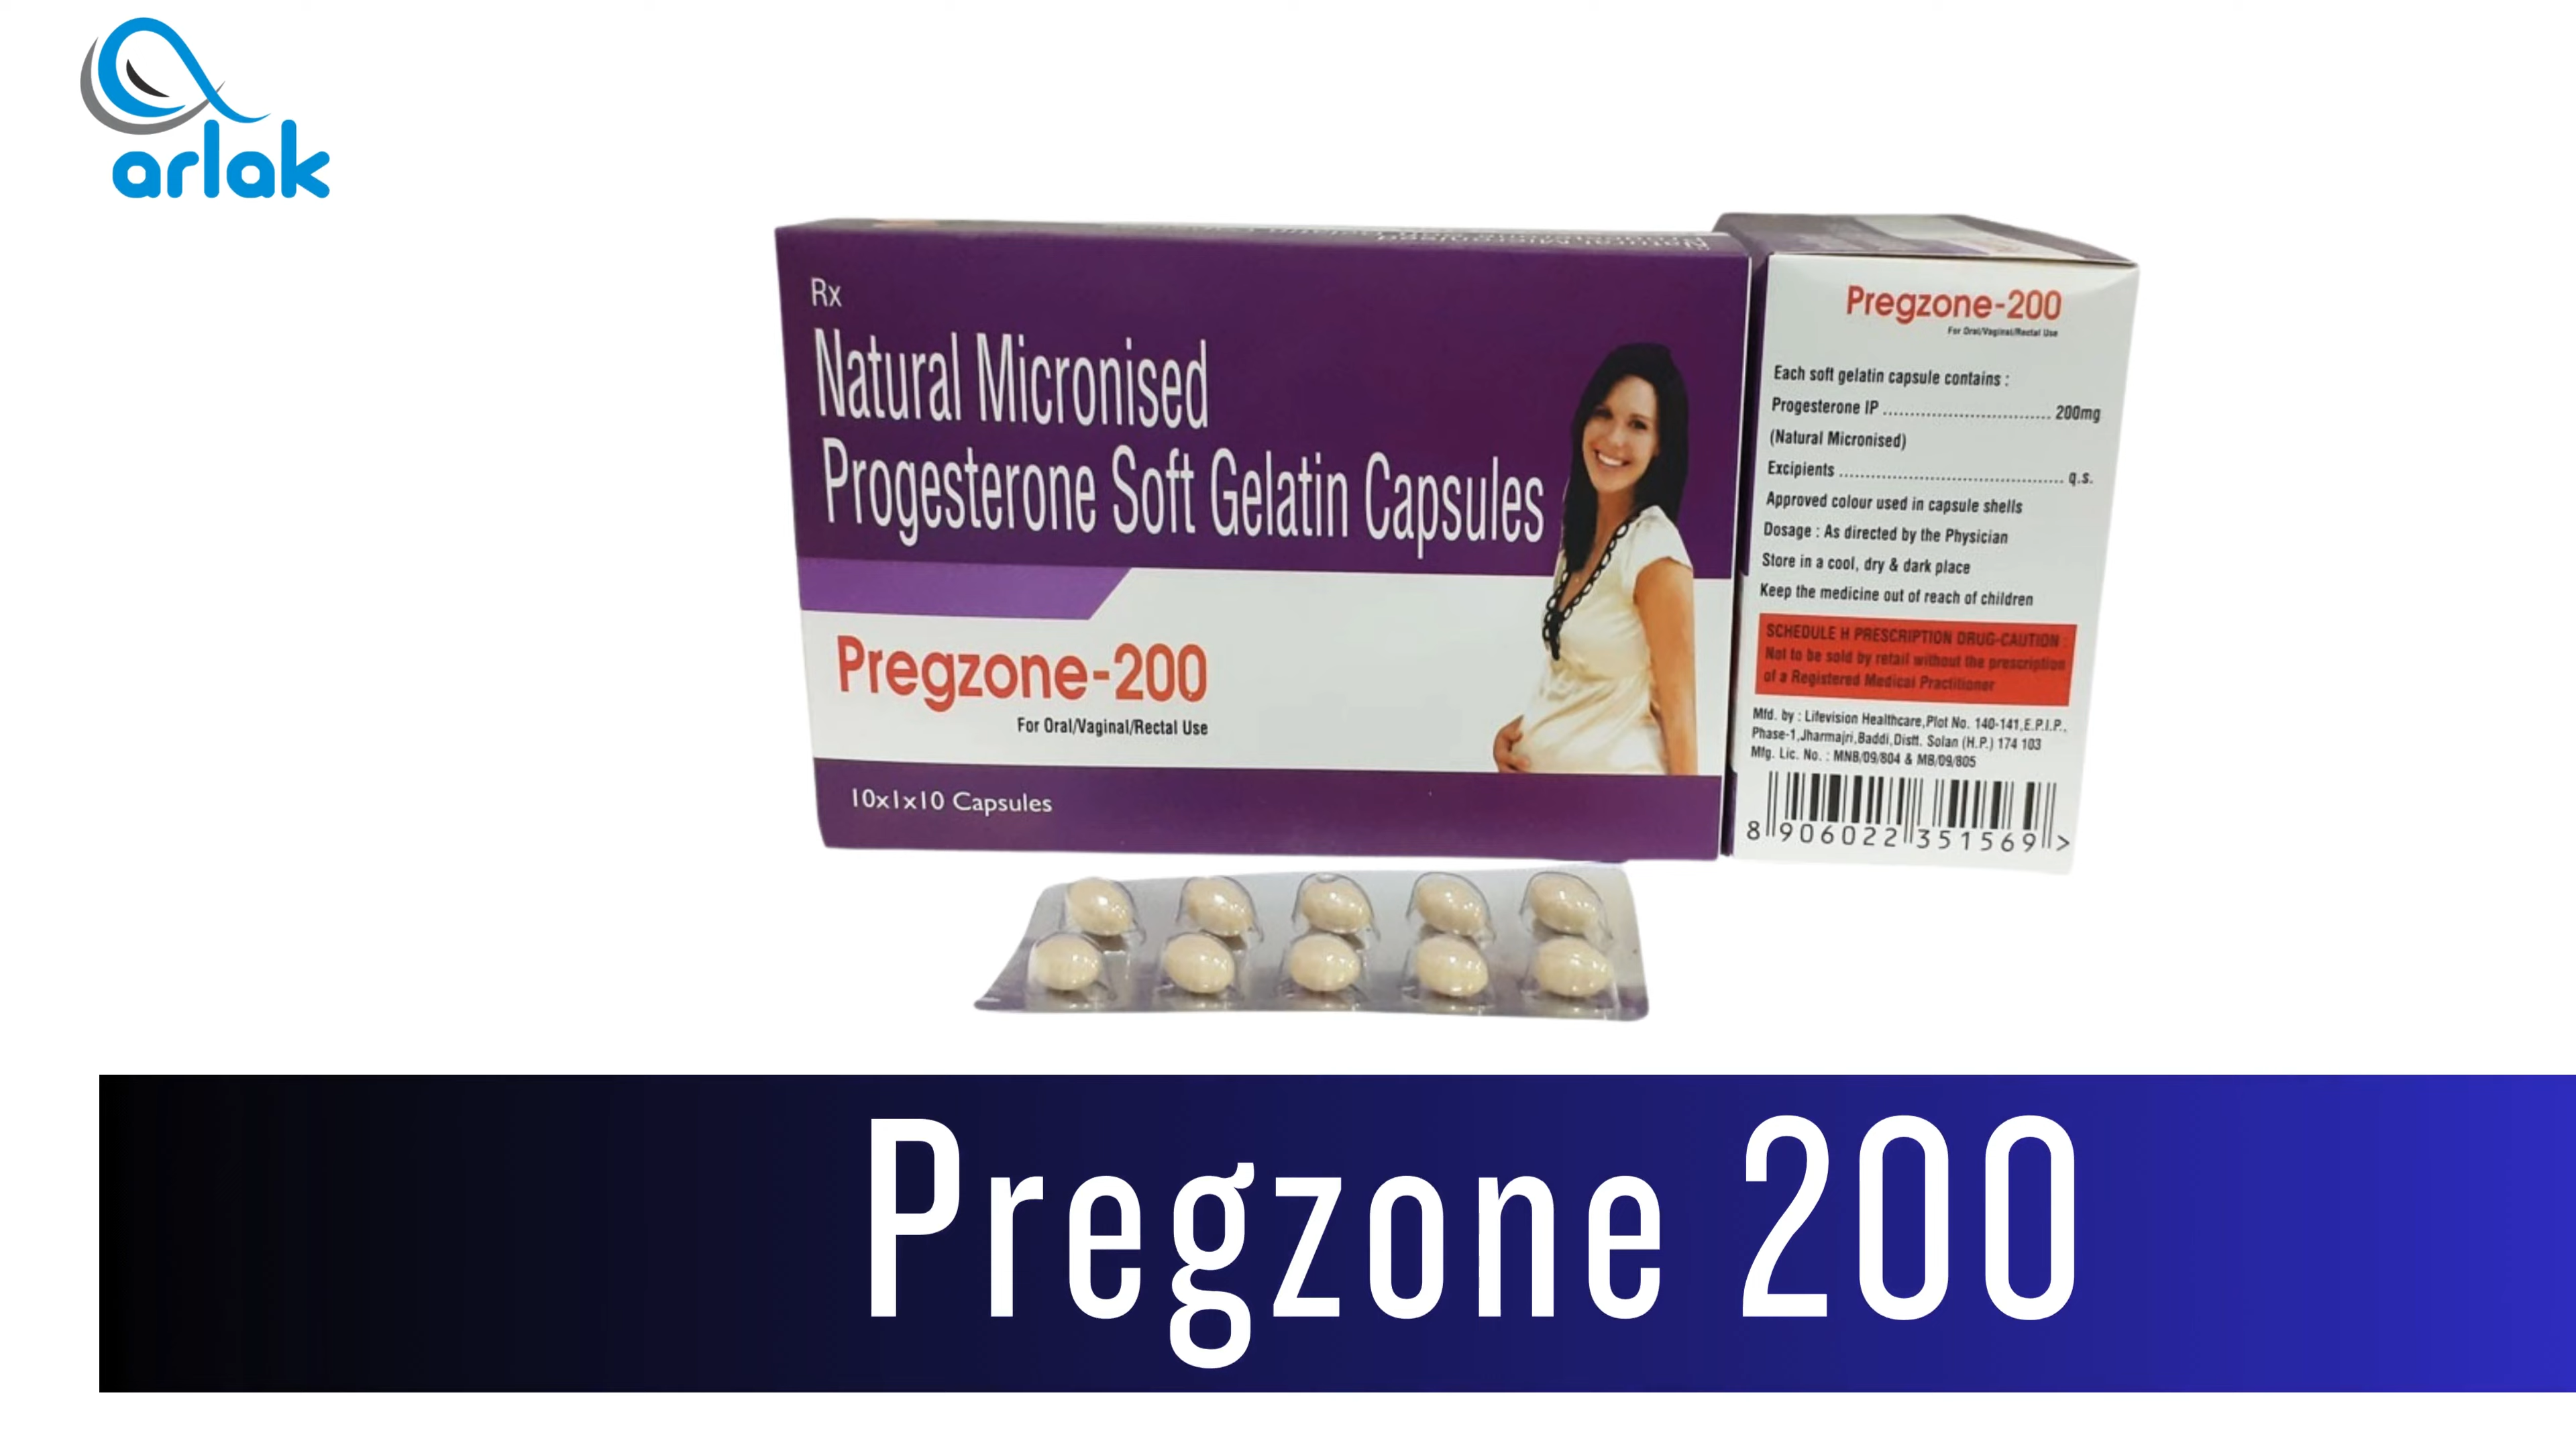 arlak
Rx
Natural Micronised
Progesterone Soft Gelatin Capsules
Pregzone-200
For Oral/Vaginal/Rectal Use
10x1x10 Capsules
Pregzone-200
For Oral/Vaginal/Rectal Use
Each soft gelatin capsule contains :
Progesterone IP .............................. 200mg
(Natural Micronised)
Excipients ........................................ q.s.
Approved colour used in capsule shells
Dosage : As directed by the Physician
Store in a cool, dry & dark place
Keep the medicine out of reach of children
SCHEDULE H PRESCRIPTION DRUG-CAUTION :
Not to be sold by retail without the prescription
of a Registered Medical Practitioner
Mfd. by : Lifevision Healthcare,Plot No. 140-141,E.P.I.P.,
Phase-1,Jharmajri,Baddi,Distt. Solan (H.P.) 174 103
Mfg. Lic. No. : MNB/09/804 & MB/09/805
8 906022 351569 >
Pregzone 200